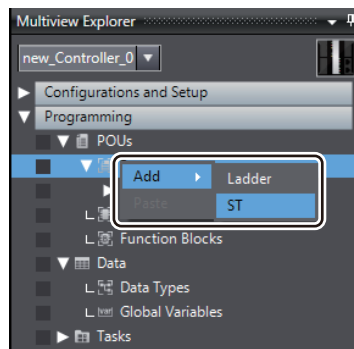 Multiview Explorer
new_Controller_0
Configurations and Setup
Programming
POUs
Add
Ladder
Paste
ST
Function Blocks
Data
Data Types
Global Variables
Tasks